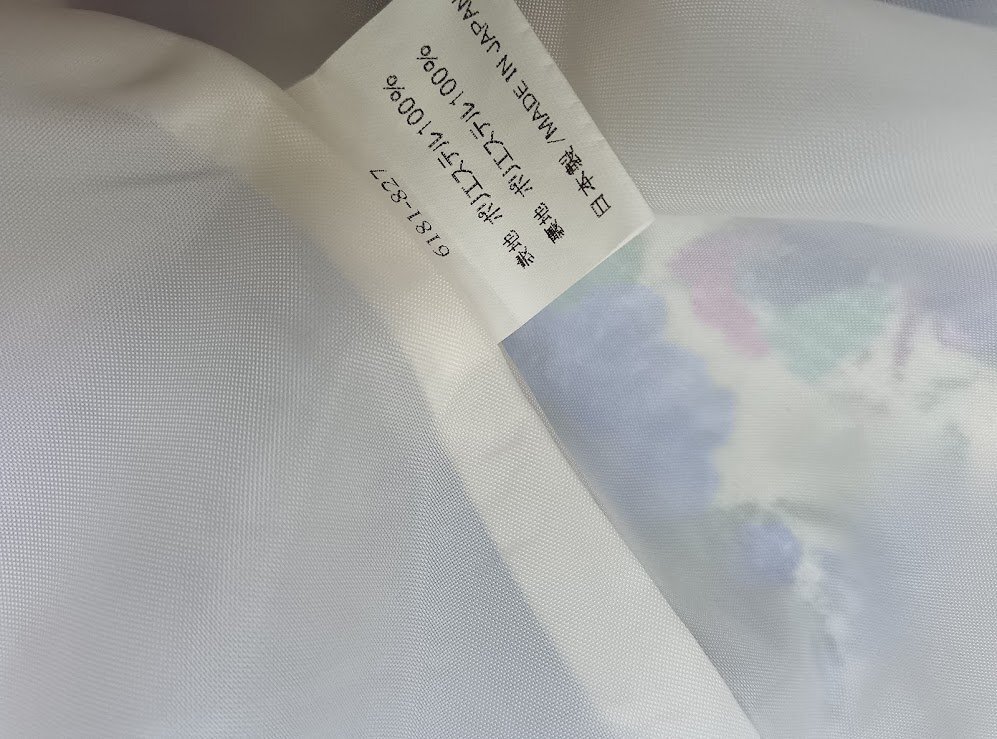 6181-827
表地 ポリエステル100%
裏地 ポリエステル100%
日本製/MADE IN JAPAN